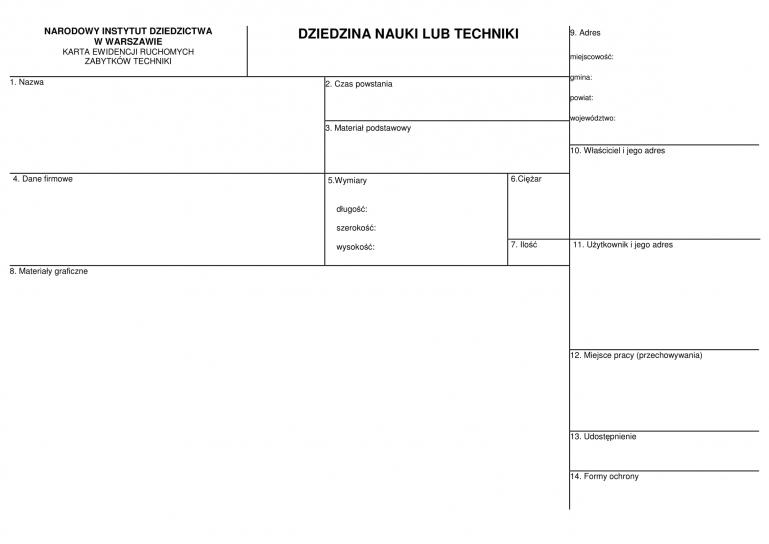 NARODOWY INSTYTUT DZIEDZICTWA
W WARSZAWIE
KARTA EWIDENCJI RUCHOMYCH
ZABYTKÓW TECHNIKI
DZIEDZINA NAUKI LUB TECHNIKI
1. Nazwa
2. Czas powstania
3. Materiał podstawowy
4. Dane firmowe
5.Wymiary
długość:
szerokość:
wysokość:
6.Ciężar
7. Ilość
8. Materiały graficzne
9. Adres
miejscowość:
gmina:
powiat:
województwo:
10. Właściciel i jego adres
11. Użytkownik i jego adres
12. Miejsce pracy (przechowywania)
13. Udostępnienie
14. Formy ochrony